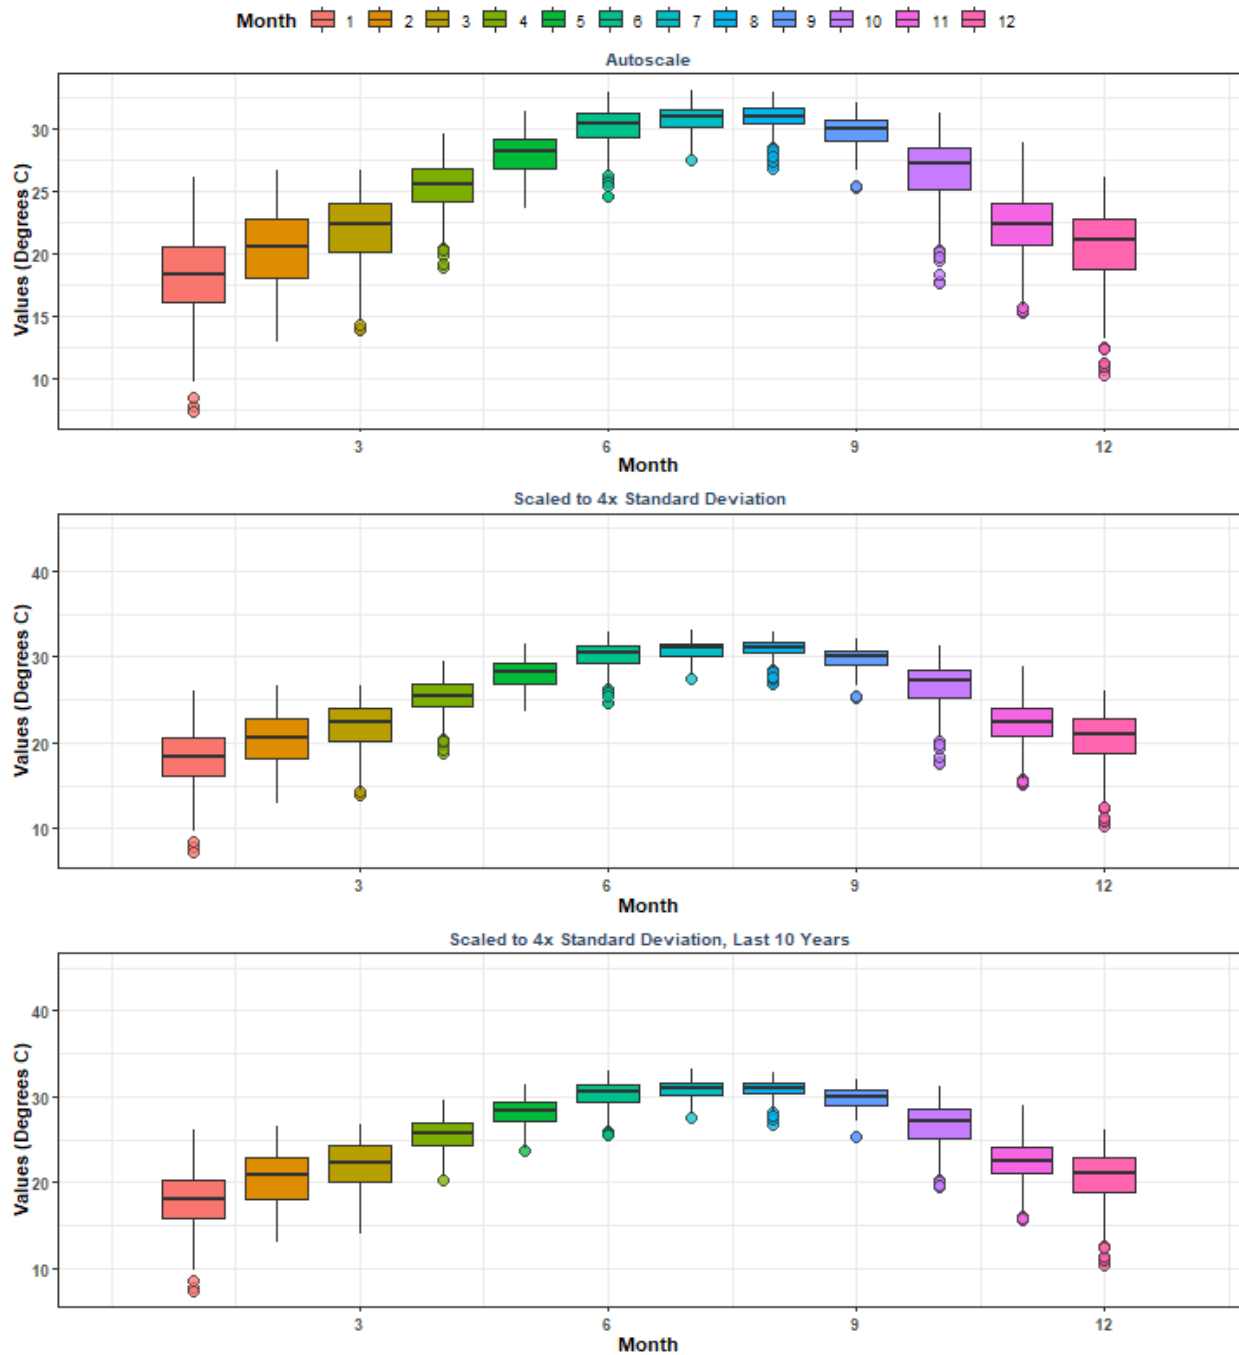 Month 1 2 3 4 5 6 7 8 9 10 11 12
Autoscale
Values (Degrees C)
30
25
20
15
10
3 6 9 12
Month
Scaled to 4x Standard Deviation
Values (Degrees C)
40
30
20
10
3 6 9 12
Month
Scaled to 4x Standard Deviation, Last 10 Years
Values (Degrees C)
40
30
20
10
3 6 9 12
Month